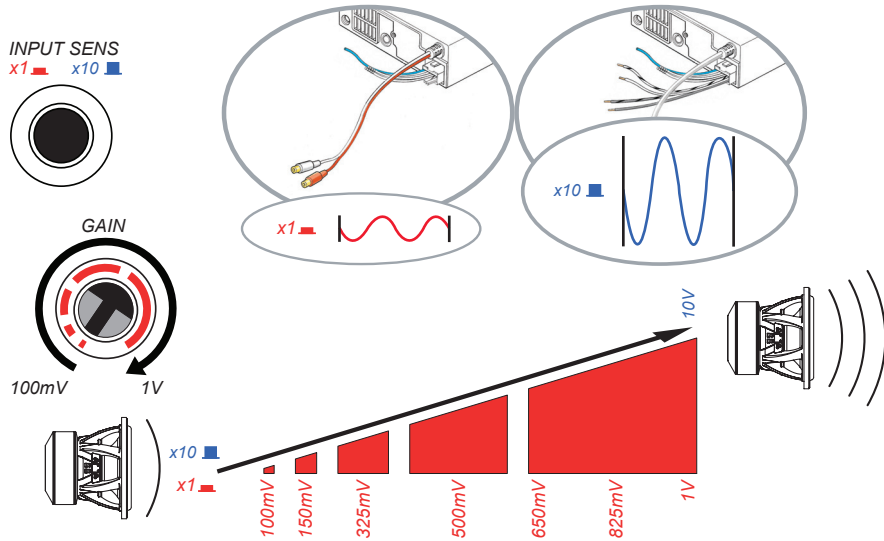 INPUT SENS
x1 x10
x1
x10
GAIN
100mV 1V
10V
x10
x1
100mV
150mV
325mV
500mV
650mV
825mV
1V